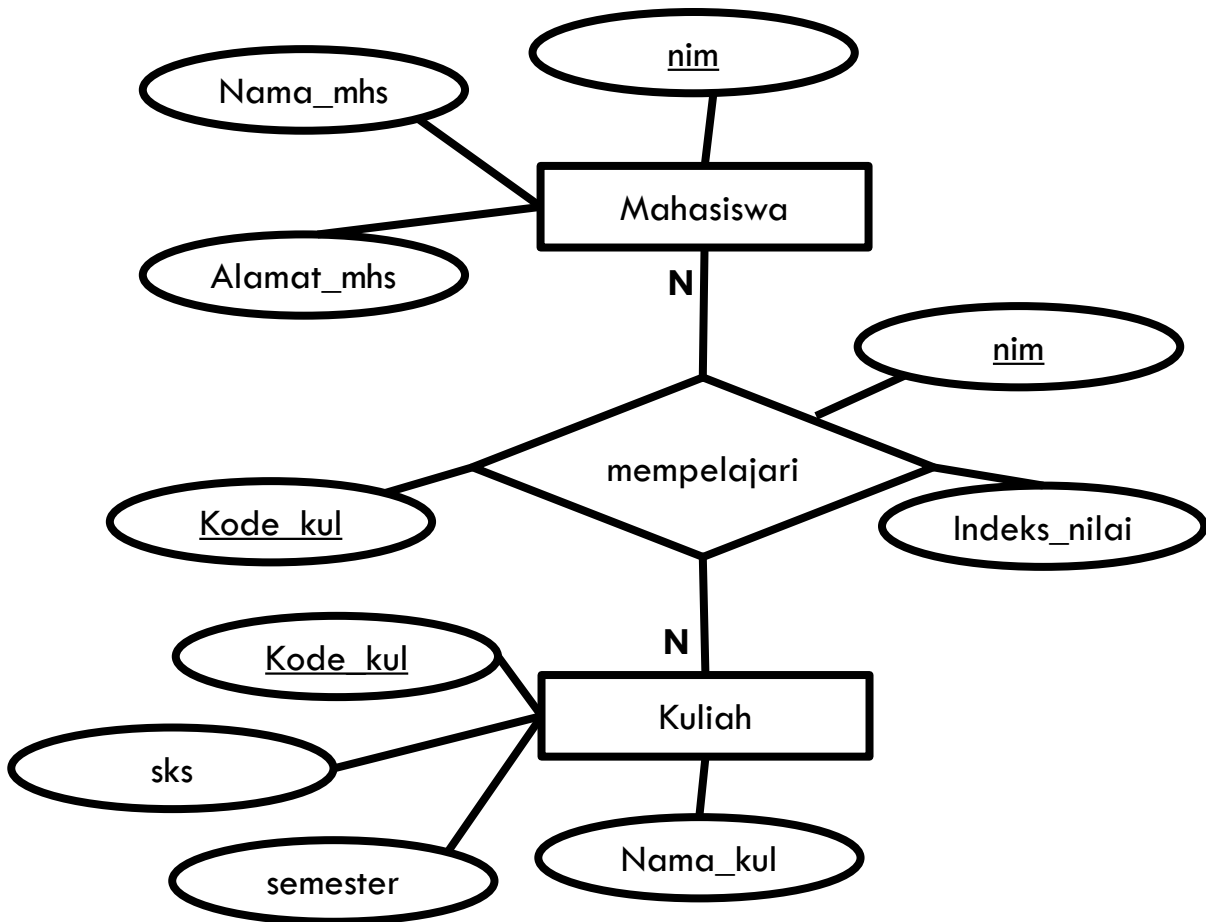 nim
Nama_mhs
Mahasiswa
Alamat_mhs
N
nim
mempelajari
Kode_kul
Indeks_nilai
N
Kode_kul
Kuliah
sks
Nama_kul
semester